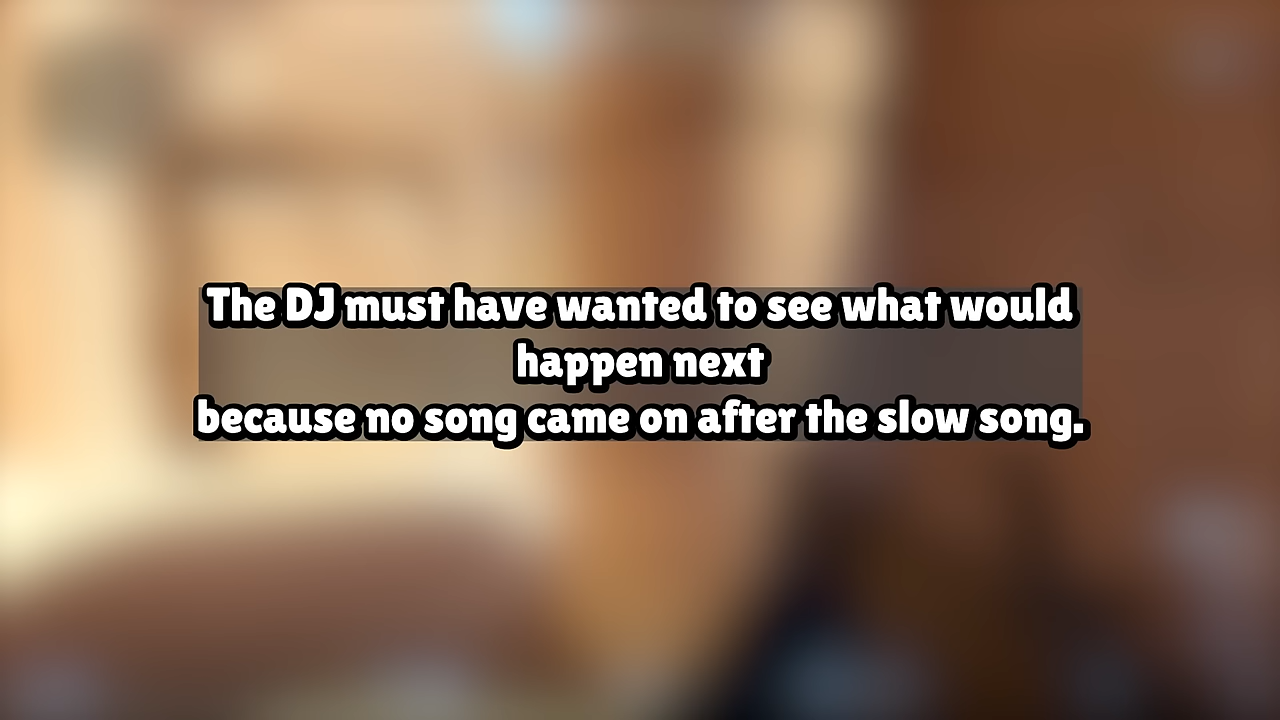 The DJ must have wanted to see what would
happen next
because no song came on after the slow song.